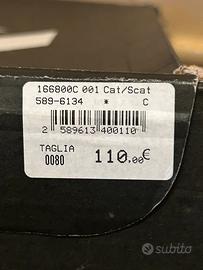 166800C 001 Cat/Scat
589-6134 * C
2 589613 400110
TAGLIA
0080 110,00€
subito